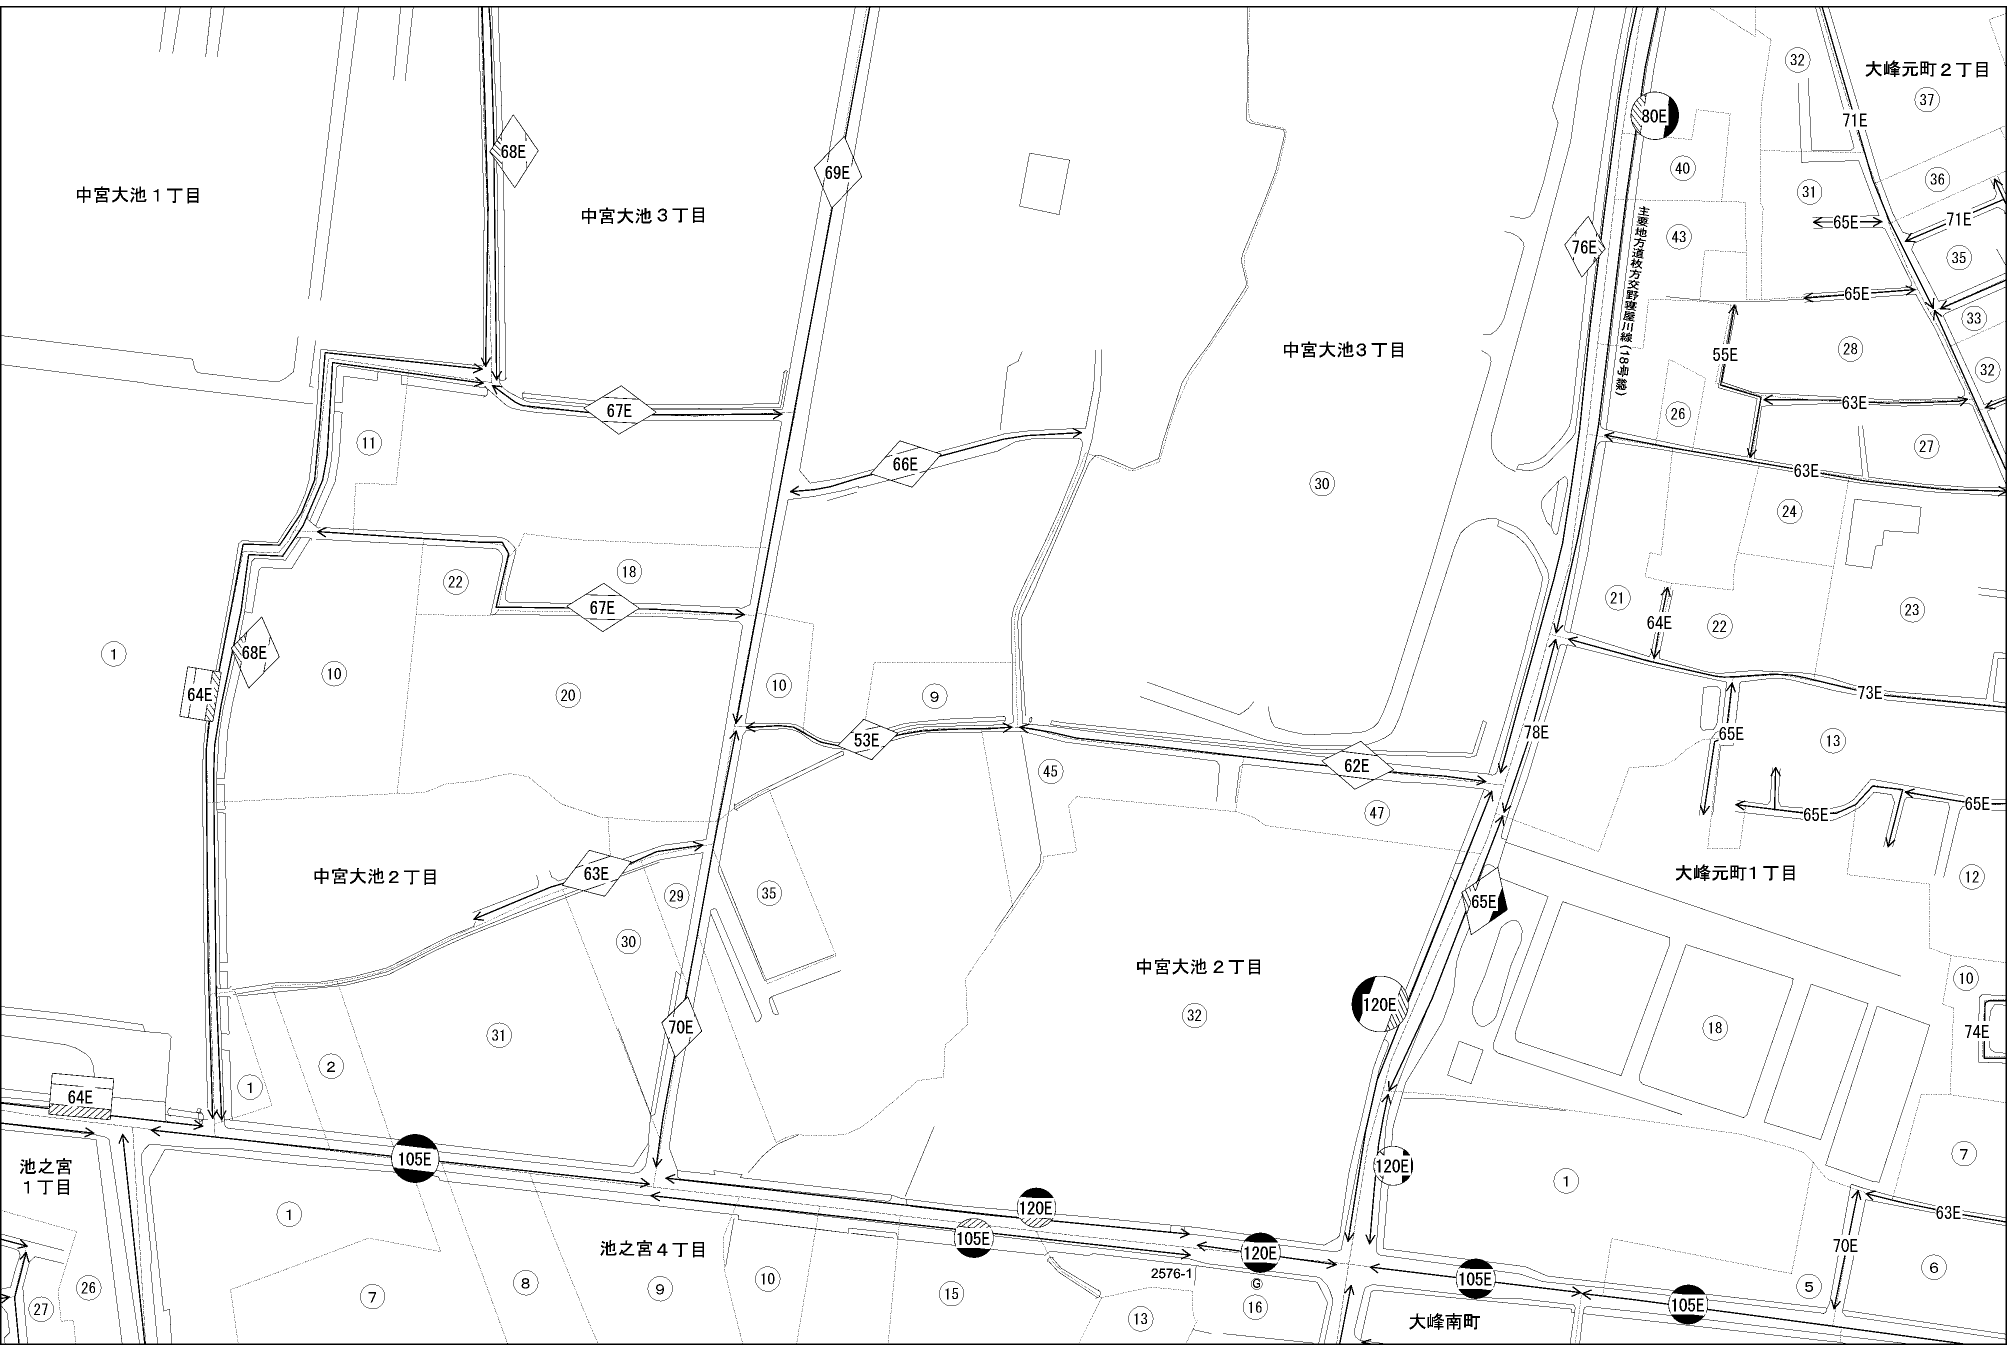 32
大峰元町２丁目
37
80E
71E
68E
69E
40
36
31
中宮大池１丁目
中宮大池３丁目
65E
71E
主要地方道枚方交野寝屋川線（18号線）
43
76E
35
65E
33
中宮大池３丁目
55E
28
32
67E
63E
26
11
66E
63E
27
30
24
18
22
67E
21
64E
22
23
68E
1
10
20
64E
10
9
73E
78E
65E
13
53E
62E
45
65E
65E
47
63E
中宮大池２丁目
29
35
大峰元町１丁目
12
65E
30
中宮大池２丁目
10
120E
32
18
70E
31
74E
2
1
64E
池之宮
１丁目
105E
120E
7
1
120E
63E
1
105E
池之宮４丁目
120E
70E
2576-1
105E
6
G
26
27
7
8
9
10
15
16
5
105E
13
大峰南町